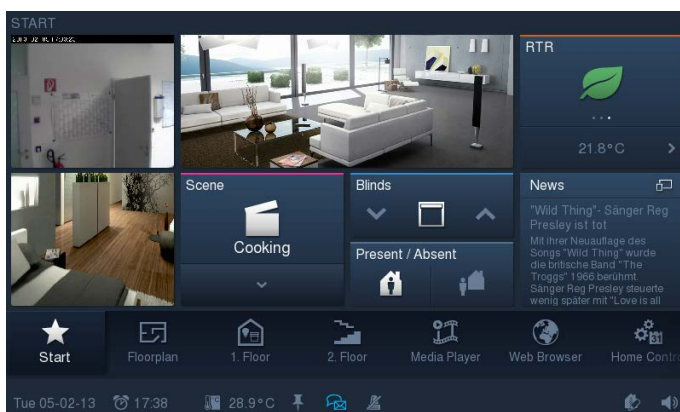 START
RTR
21.8°C
Scene
Cooking
Blinds
Present / Absent
News
"Wild Thing"- Sänger Reg
Presley ist tot
Mit ihrer Neuauflage des
Songs "Wild Thing" wurde
die britische Band "The
Troggs" 1966 berühmt.
Sänger Reg Presley steuerte
wenig später mit "Love is all
Start
Floorplan
1. Floor
2. Floor
Media Player
Web Browser
31
Home Contr
Tue 05-02-13
17:38
28.9°C